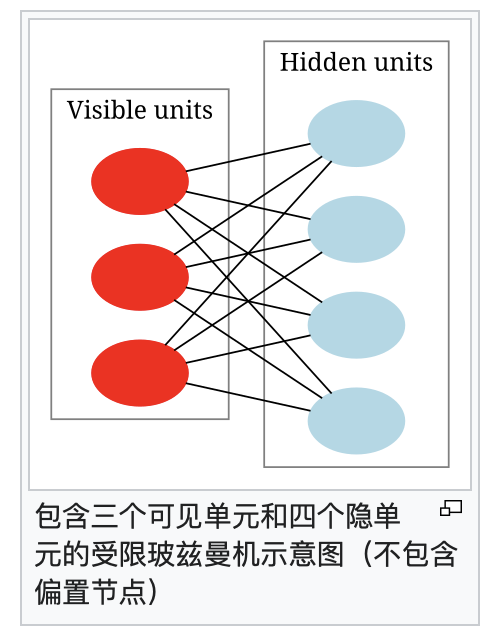 Hidden units
Visible units
包含三个可见单元和四个隐单
元的受限玻兹曼机示意图（不包含
偏置节点）